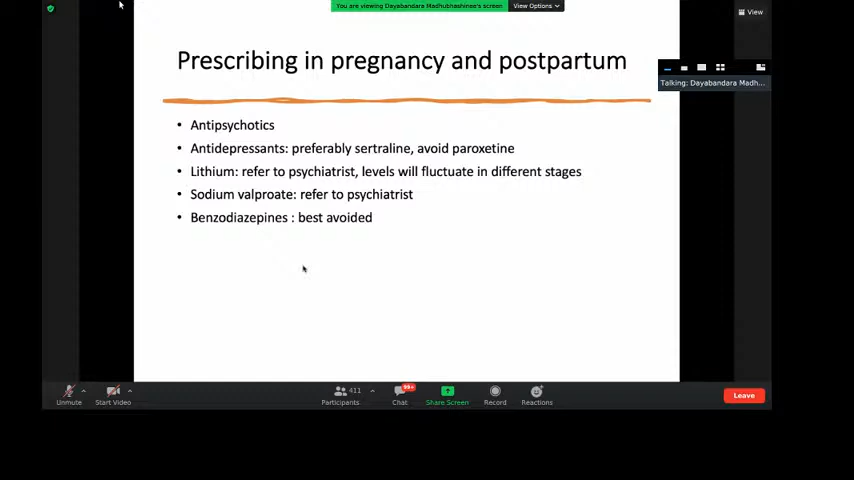 You are viewing Dayabandara Madhubhashinee's screen
View Options
View
Prescribing in pregnancy and postpartum
Talking: Dayabandara Madh...
• Antipsychotics
• Antidepressants: preferably sertraline, avoid paroxetine
• Lithium: refer to psychiatrist, levels will fluctuate in different stages
• Sodium valproate: refer to psychiatrist
• Benzodiazepines : best avoided
411
99+
Unmute
Start Video
Participants
Chat
Share Screen
Record
Reactions
Leave